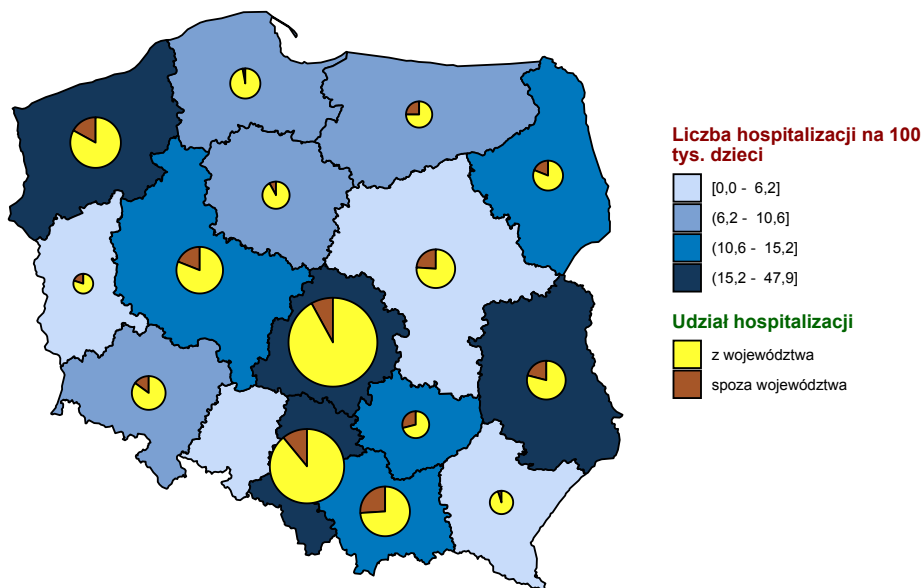 Liczba hospitalizacji na 100
tys. dzieci
[0,0 - 6,2]
(6,2 - 10,6]
(10,6 - 15,2]
(15,2 - 47,9]
Udział hospitalizacji
z województwa
spoza województwa